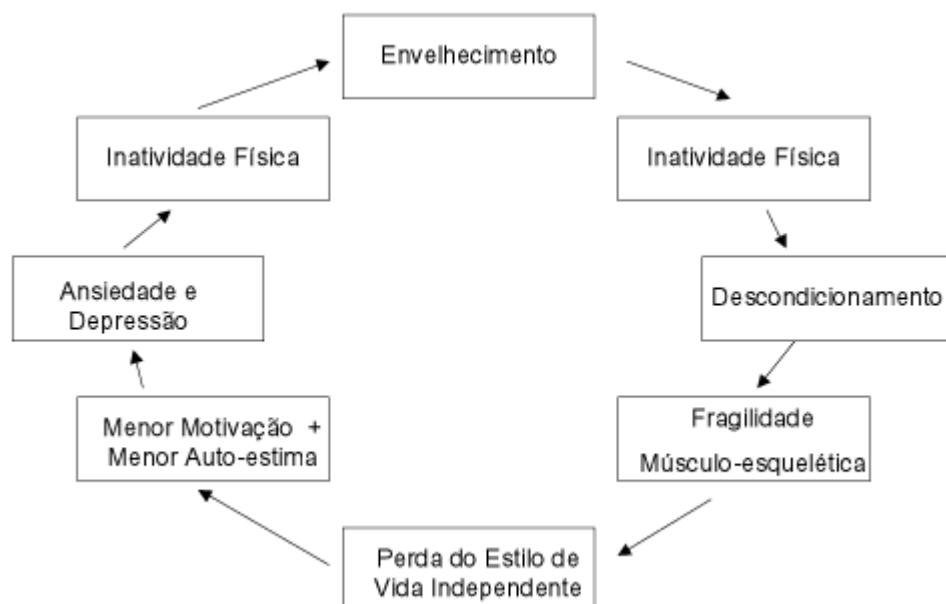 Envelhecimento
Inatividade Física
Descondicionamento
Fragilidade
Músculo-esquelética
Perda do Estilo de
Vida Independente
Menor Motivação +
Menor Auto-estima
Ansiedade e
Depressão
Inatividade Física